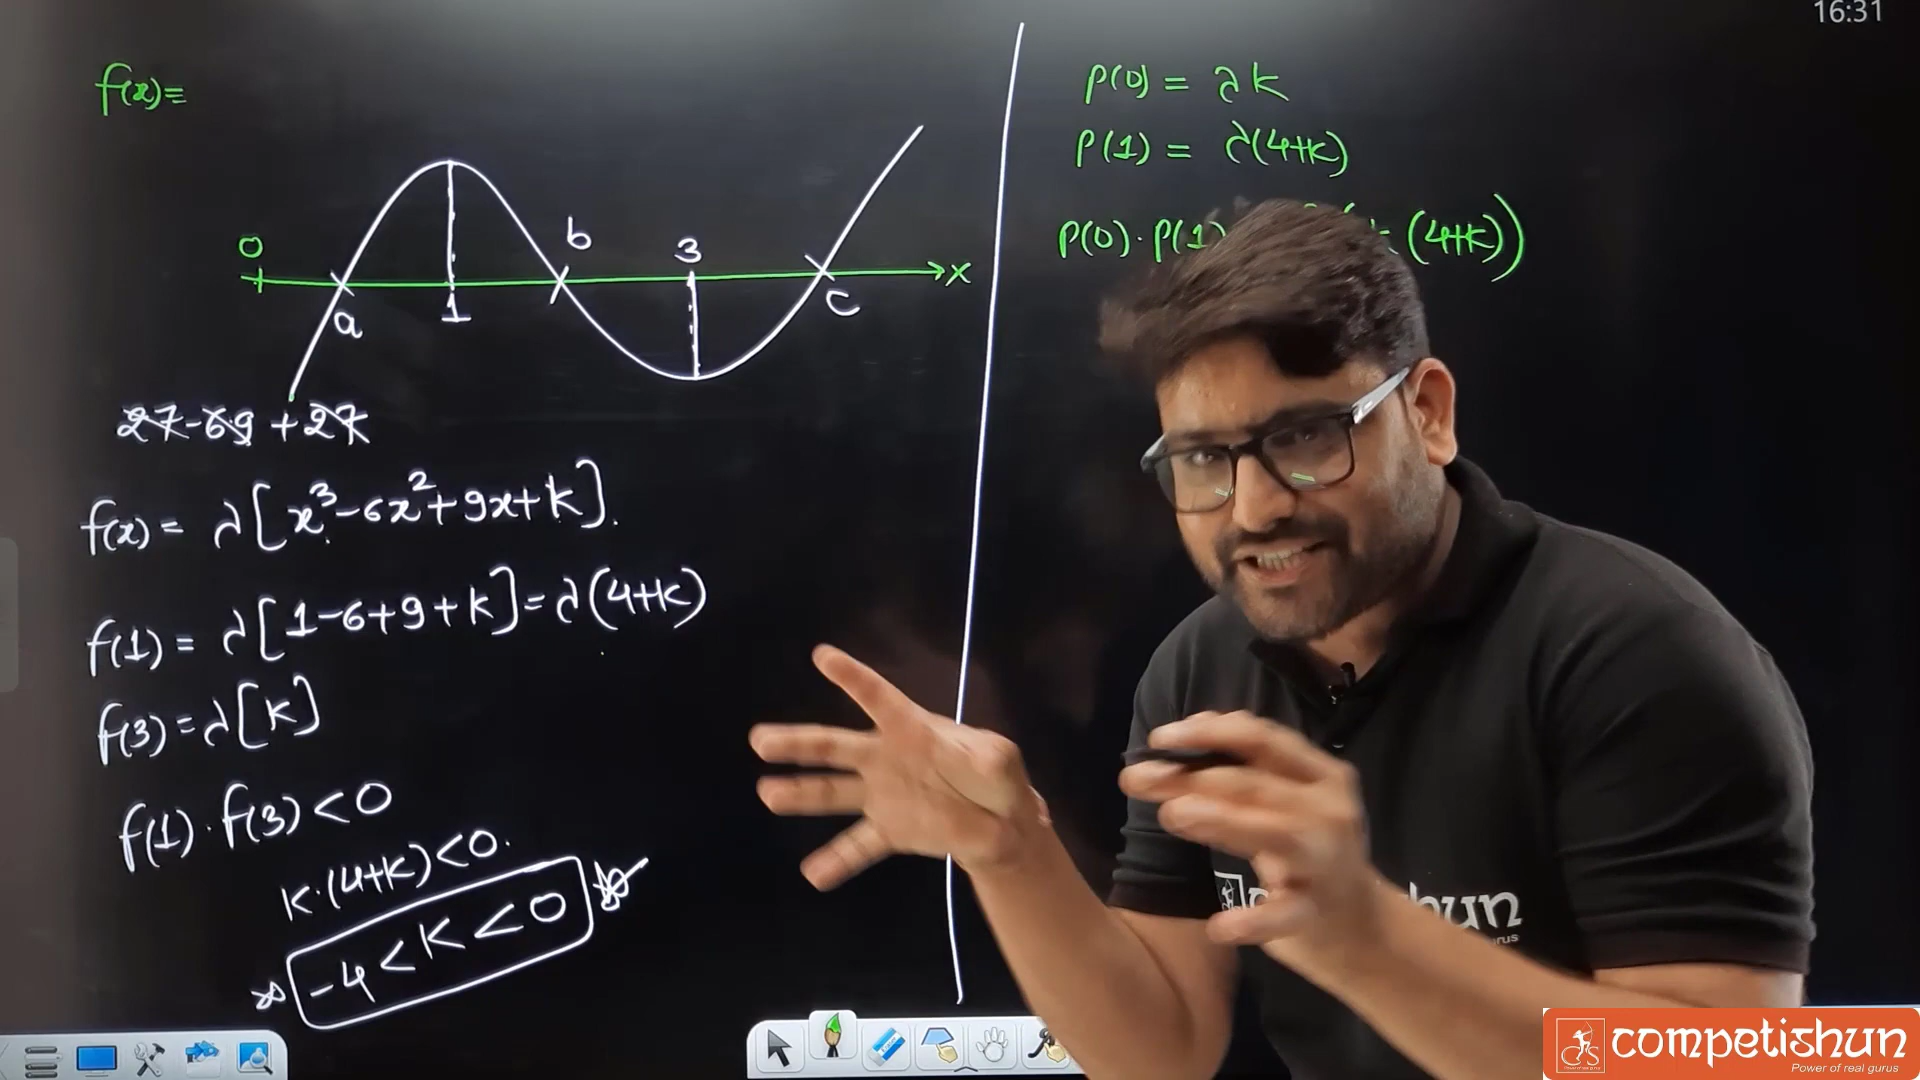 16:31
f(x)=
0
a
1
b
3
c
x
27-69+27
f(x) = λ[x³-6x²+9x+k].
f(1) = λ[1-6+9+k]=λ(4+k)
f(3)=λ[k]
f(1)·f(3)<0
k·(4+k)<0.
-4<k<0
P(0) = λk
P(1) = λ(4+k)
P(0)·P(1) (4+k))
competishun
Power of real gurus